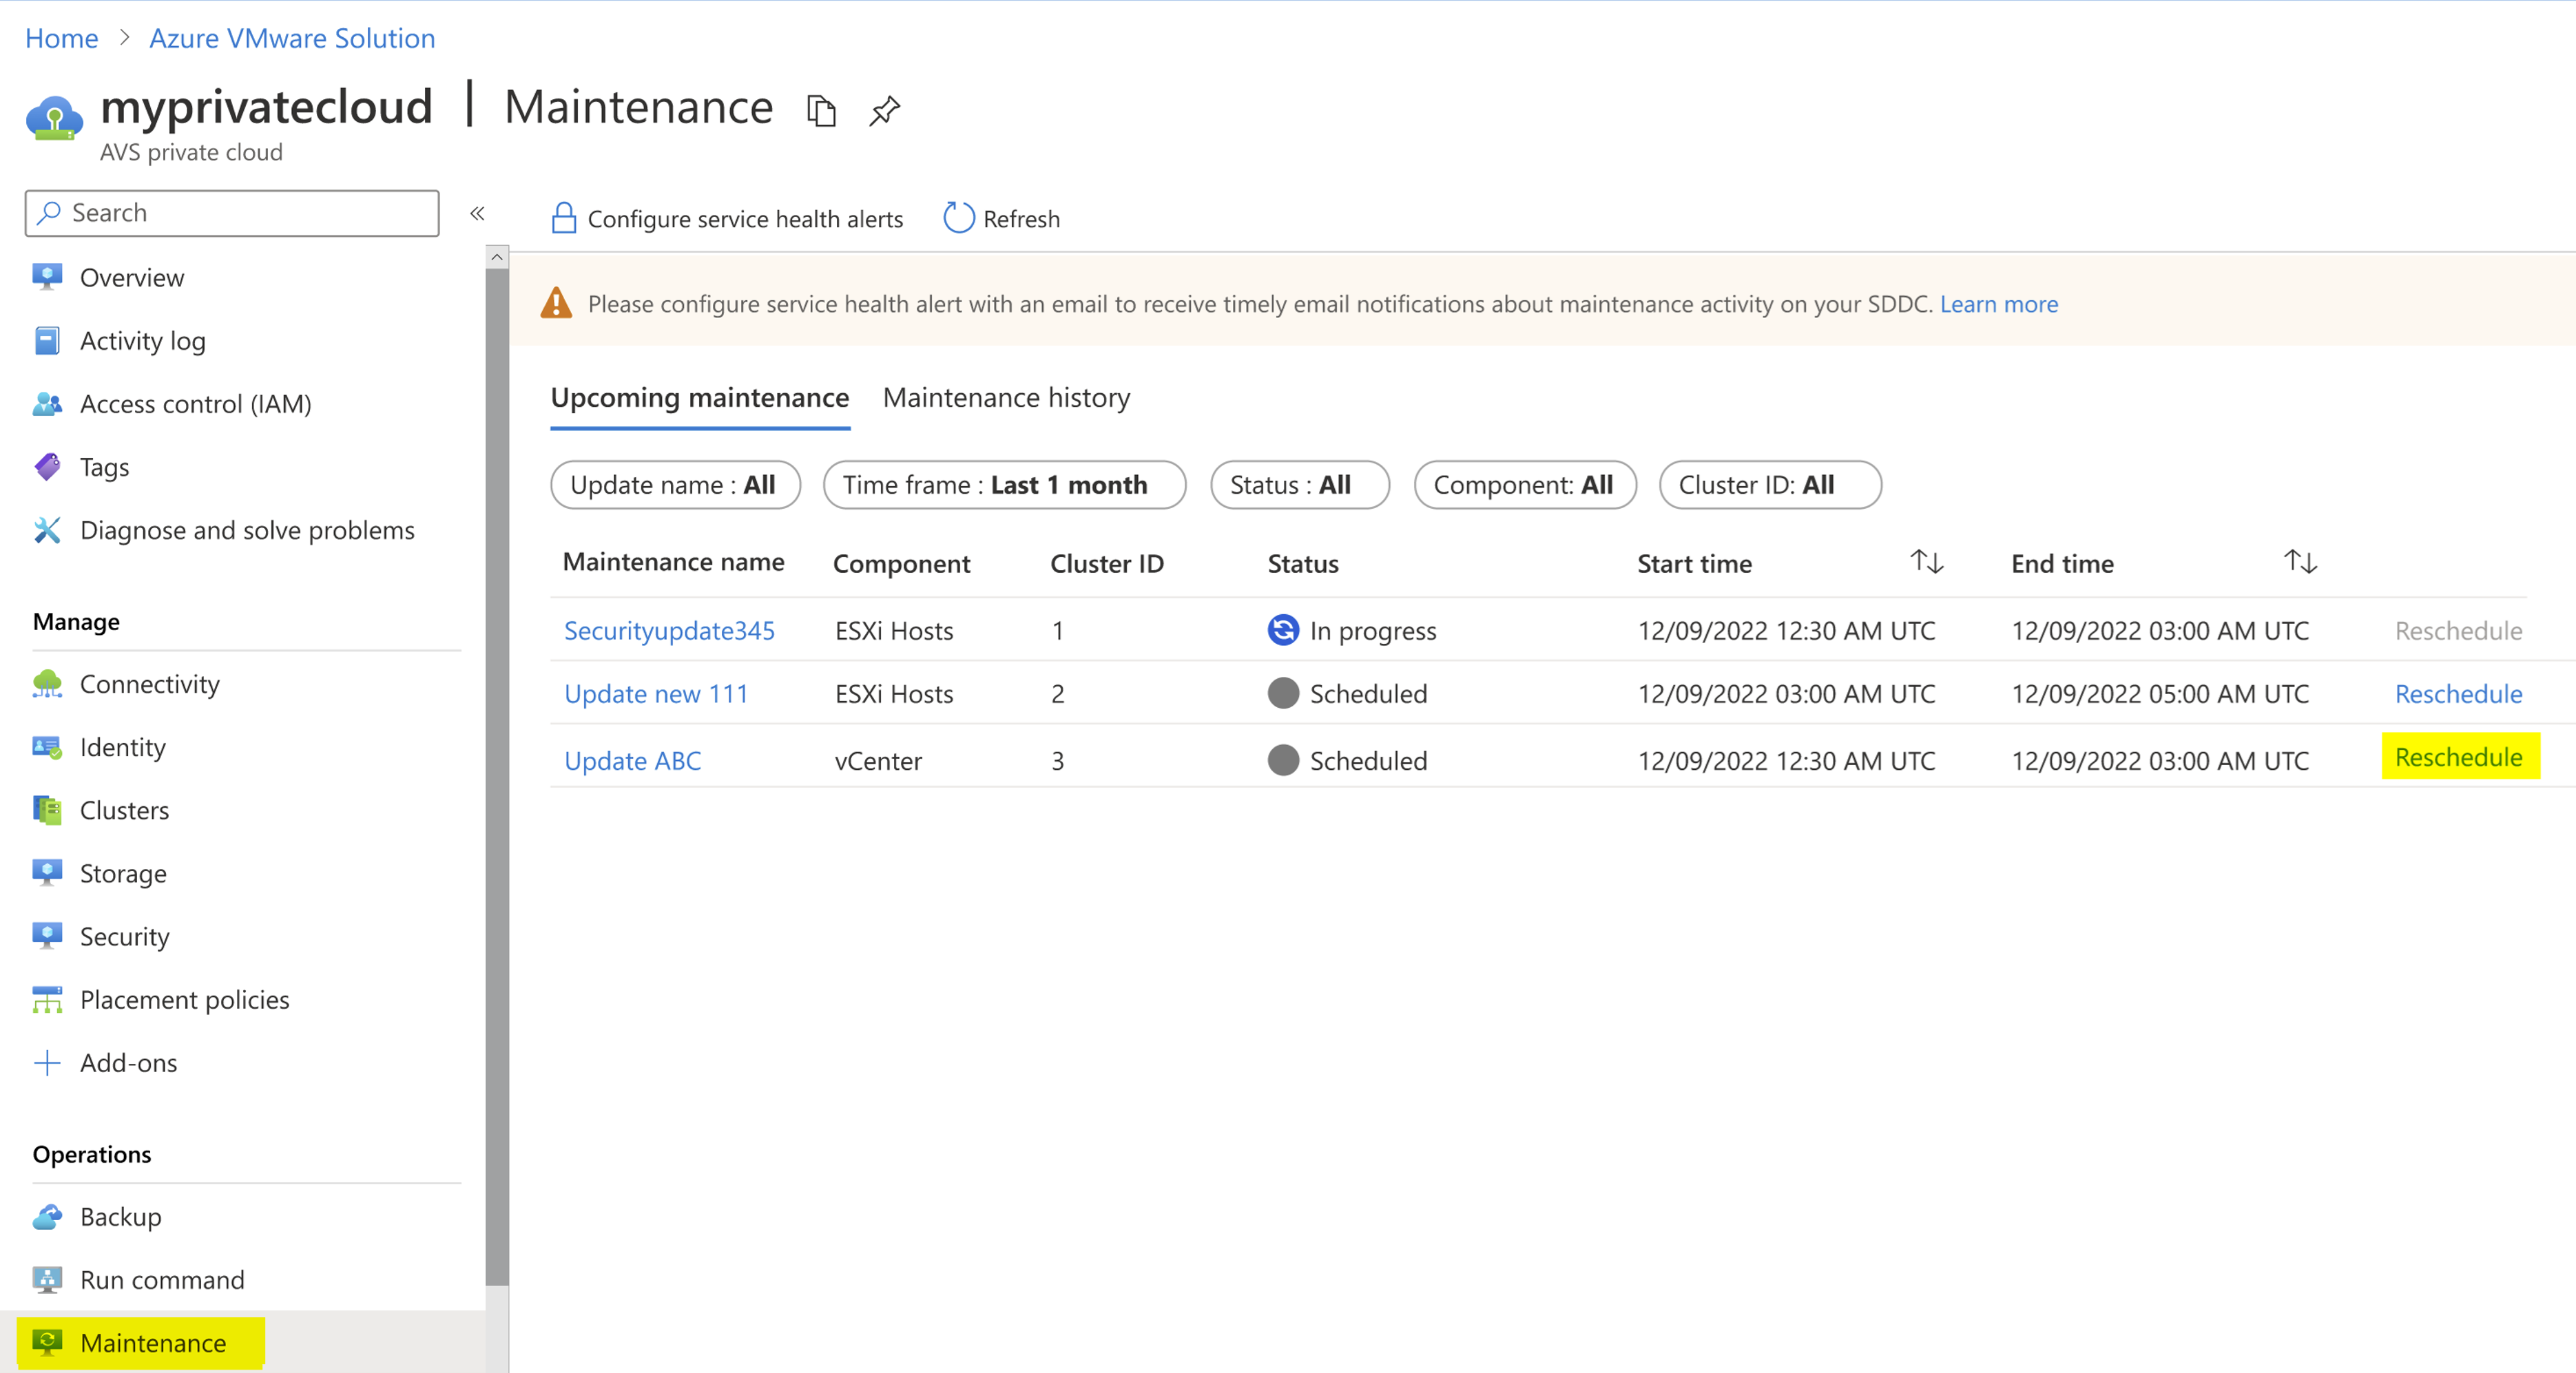 Home > Azure VMware Solution
myprivatecloud | Maintenance
AVS private cloud
Search
«
Overview
Activity log
Access control (IAM)
Tags
Diagnose and solve problems
Manage
Connectivity
Identity
Clusters
Storage
Security
Placement policies
Add-ons
Operations
Backup
Run command
Maintenance
Configure service health alerts Refresh
Please configure service health alert with an email to receive timely email notifications about maintenance activity on your SDDC. Learn more
Upcoming maintenance Maintenance history
Update name : All Time frame : Last 1 month Status : All Component: All Cluster ID: All
Maintenance name Component Cluster ID Status Start time ↑↓ End time ↑↓
Securityupdate345 ESXi Hosts 1 In progress 12/09/2022 12:30 AM UTC 12/09/2022 03:00 AM UTC Reschedule
Update new 111 ESXi Hosts 2 Scheduled 12/09/2022 03:00 AM UTC 12/09/2022 05:00 AM UTC Reschedule
Update ABC vCenter 3 Scheduled 12/09/2022 12:30 AM UTC 12/09/2022 03:00 AM UTC Reschedule